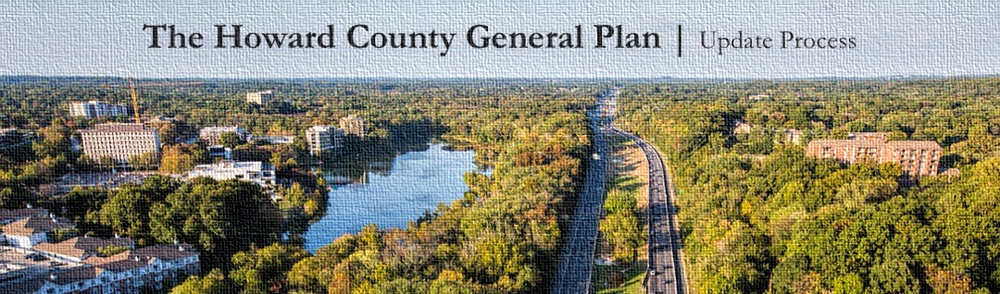 The Howard County General Plan | Update Process